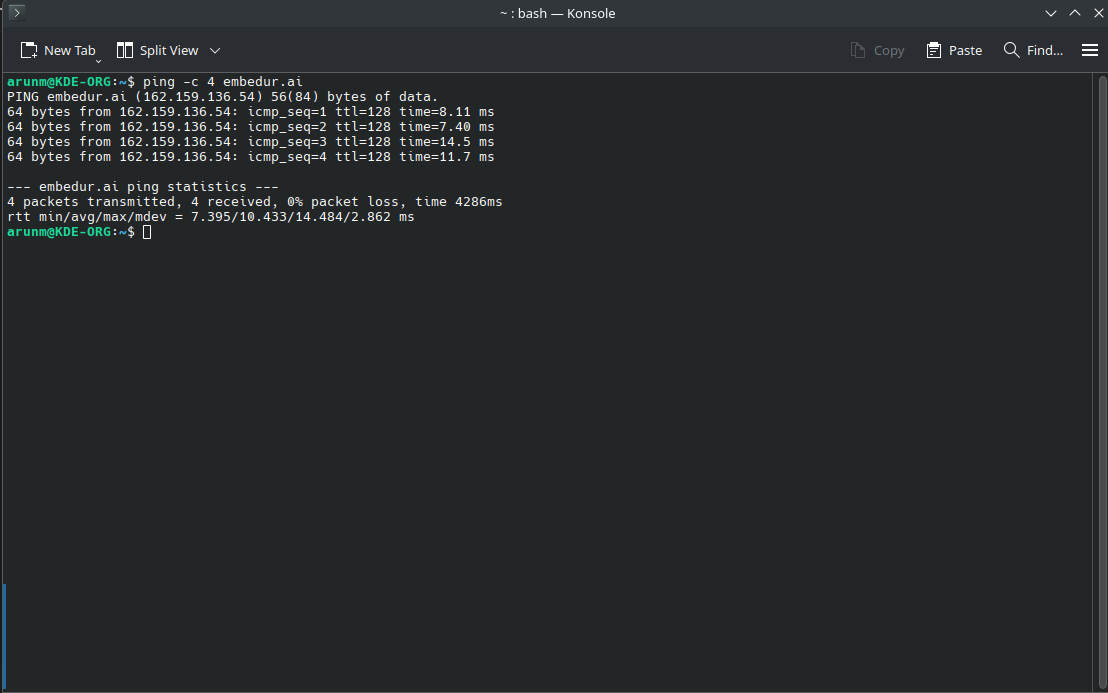 ~ : bash — Konsole
New Tab Split View Copy Paste Find...
arunm@KDE-ORG:~$ ping -c 4 embedur.ai
PING embedur.ai (162.159.136.54) 56(84) bytes of data.
64 bytes from 162.159.136.54: icmp_seq=1 ttl=128 time=8.11 ms
64 bytes from 162.159.136.54: icmp_seq=2 ttl=128 time=7.40 ms
64 bytes from 162.159.136.54: icmp_seq=3 ttl=128 time=14.5 ms
64 bytes from 162.159.136.54: icmp_seq=4 ttl=128 time=11.7 ms

--- embedur.ai ping statistics ---
4 packets transmitted, 4 received, 0% packet loss, time 4286ms
rtt min/avg/max/mdev = 7.395/10.433/14.484/2.862 ms
arunm@KDE-ORG:~$